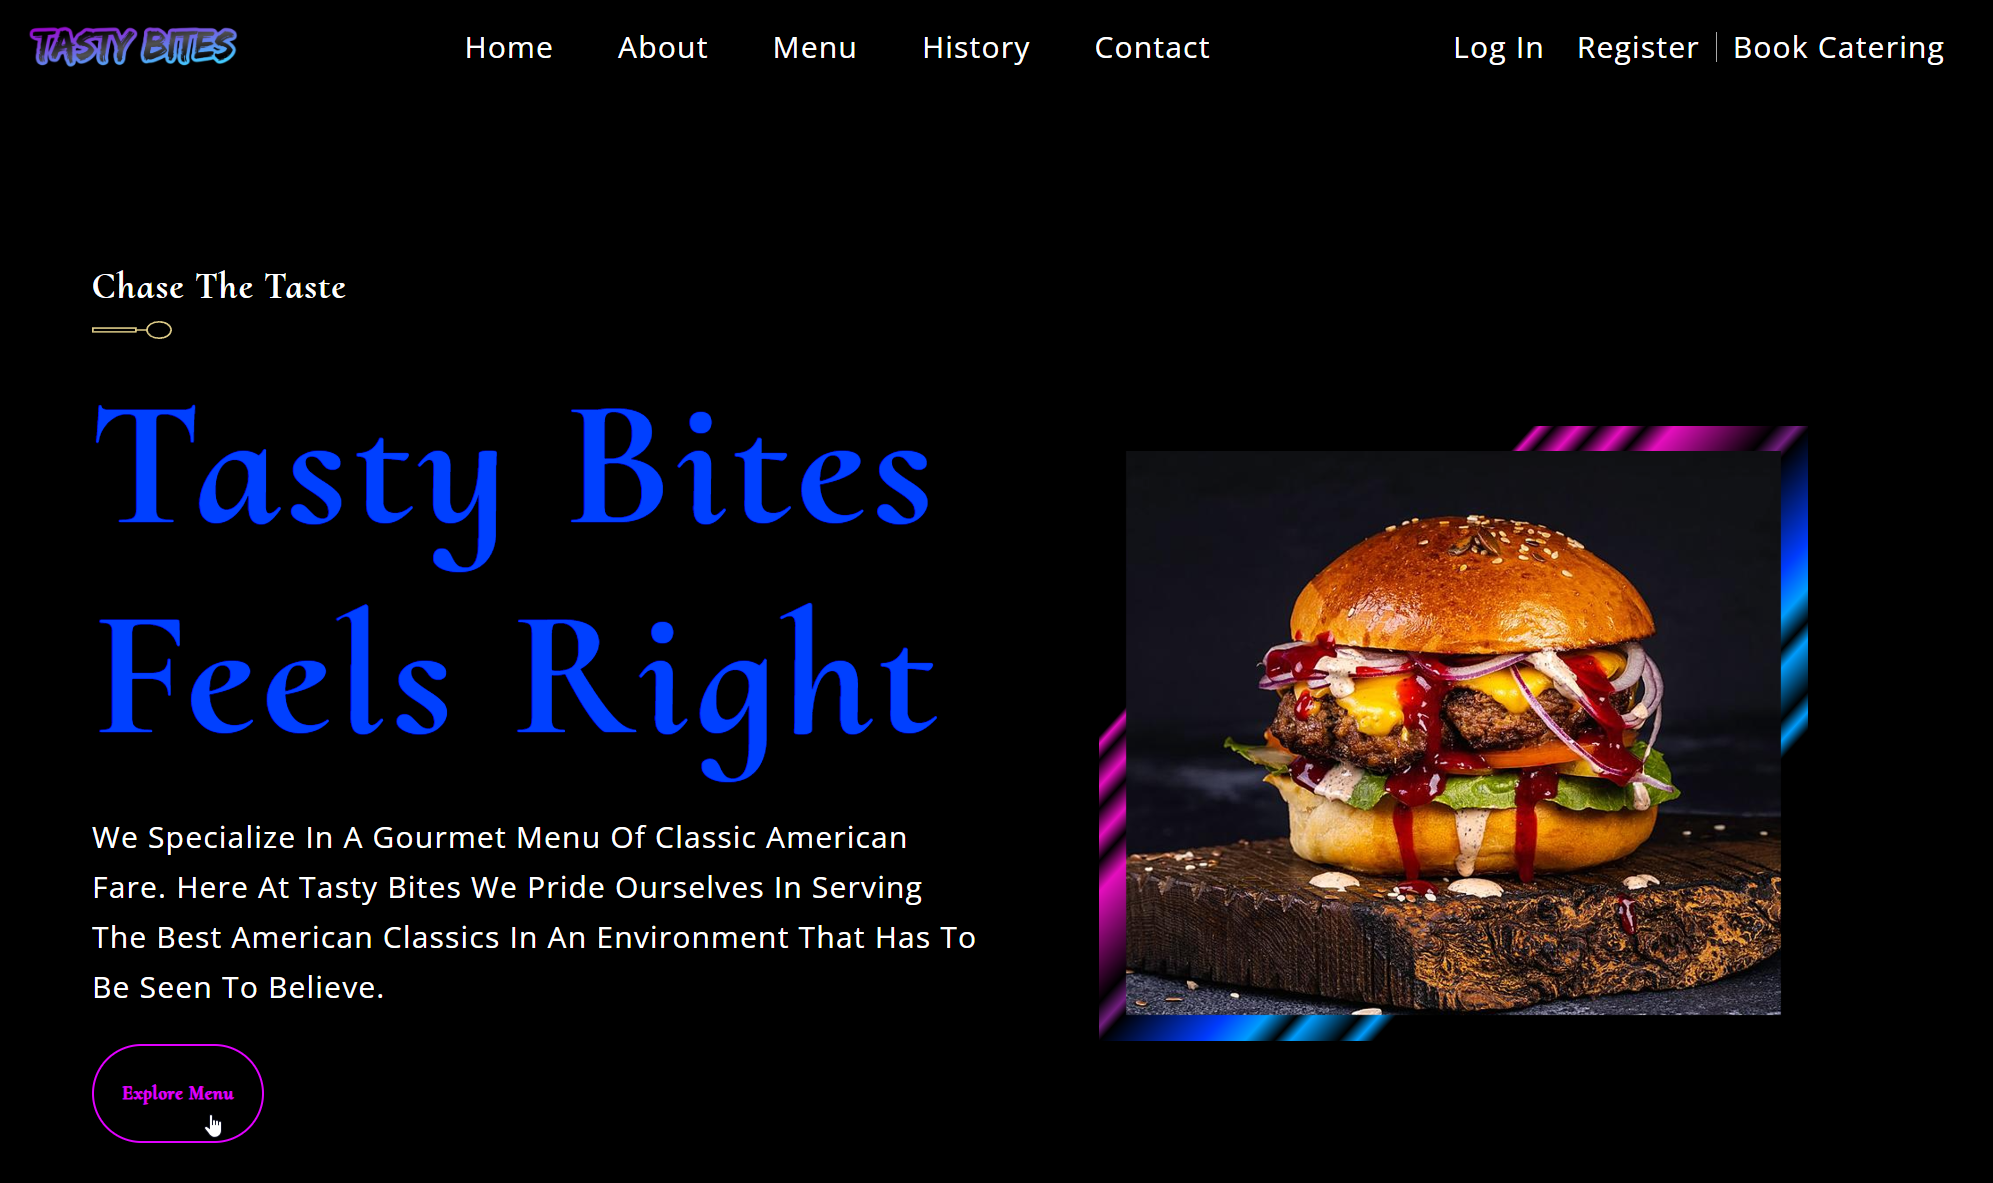 TASTY BITES
Home About Menu History Contact
Log In Register Book Catering
Chase The Taste
Tasty Bites
Feels Right
We Specialize In A Gourmet Menu Of Classic American
Fare. Here At Tasty Bites We Pride Ourselves In Serving
The Best American Classics In An Environment That Has To
Be Seen To Believe.
Explore Menu